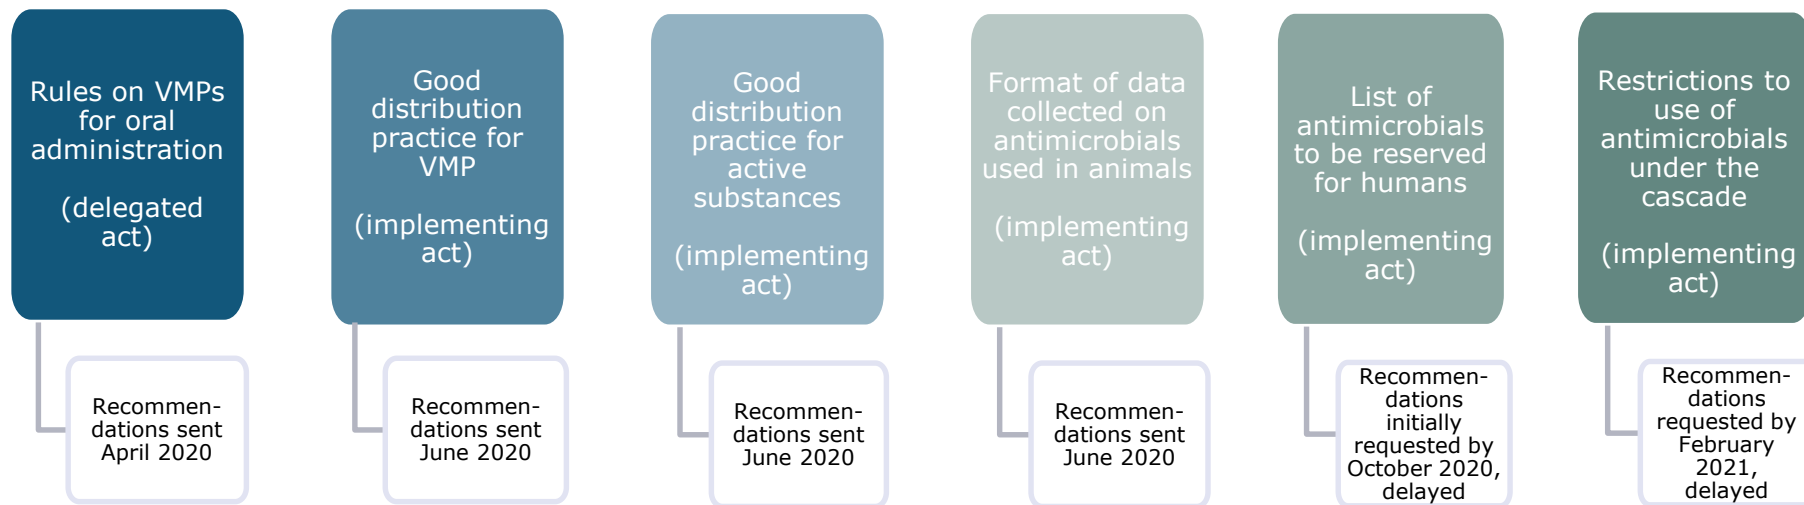 Rules on VMPs
for oral
administration
(delegated
act)
Recommen-
dations sent
April 2020
Good
distribution
practice for
VMP
(implementing
act)
Recommen-
dations sent
June 2020
Good
distribution
practice for
active
substances
(implementing
act)
Recommen-
dations sent
June 2020
Format of data
collected on
antimicrobials
used in animals
(implementing
act)
Recommen-
dations sent
June 2020
List of
antimicrobials
to be reserved
for humans
(implementing
act)
Recommen-
dations
initially
requested by
October 2020,
delayed
Restrictions to
use of
antimicrobials
under the
cascade
(implementing
act)
Recommen-
dations
requested by
February
2021,
delayed